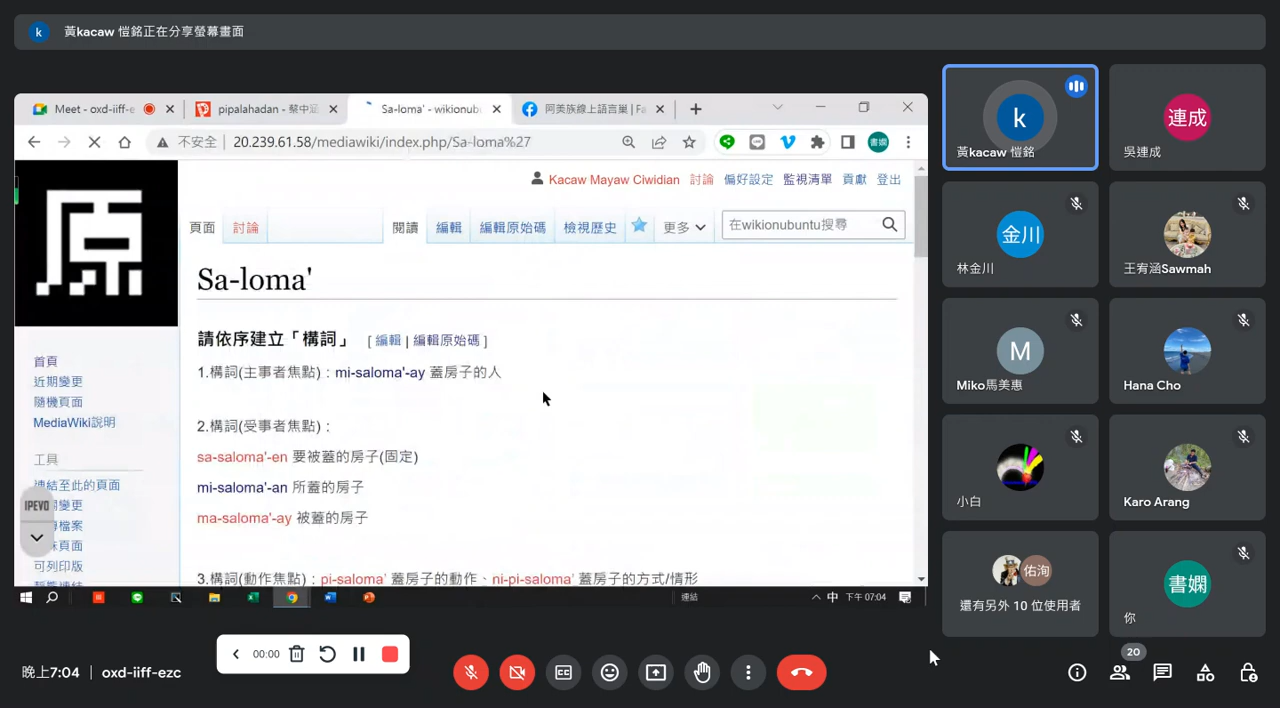 k 黃kacaw 愷銘正在分享螢幕畫面
Meet - oxd-iiff-e
pipalahadan - 蔡中涵
Sa-loma' - wikionubu
阿美族線上語言巢 | Fa
不安全 20.239.61.58/mediawiki/index.php/Sa-loma%27
書嫻
原
Kacaw Mayaw Ciwidian 討論 偏好設定 監視清單 貢獻 登出
頁面 討論 閱讀 編輯 編輯原始碼 檢視歷史 更多 在wikionubuntu搜尋
Sa-loma'
請依序建立「構詞」 [ 編輯 | 編輯原始碼 ]
1.構詞(主事者焦點)：mi-saloma'-ay 蓋房子的人
2.構詞(受事者焦點)：
sa-saloma'-en 要被蓋的房子(固定)
mi-saloma'-an 所蓋的房子
ma-saloma'-ay 被蓋的房子
3.構詞(動作焦點)：pi-saloma' 蓋房子的動作、ni-pi-saloma' 蓋房子的方式/情形
首頁
近期變更
隨機頁面
MediaWiki說明
工具
連結至此的頁面
變更
檔案
頁面
可列印版
IPEVO
連結
中 下午 07:04
k
黃kacaw 愷銘
連成
吳連成
金川
林金川
王宥涵Sawmah
M
Miko馬美惠
Hana Cho
小白
Karo Arang
佑洵
還有另外 10 位使用者
書嫻
你
00:00
晚上7:04 | oxd-iiff-ezc
CC
20